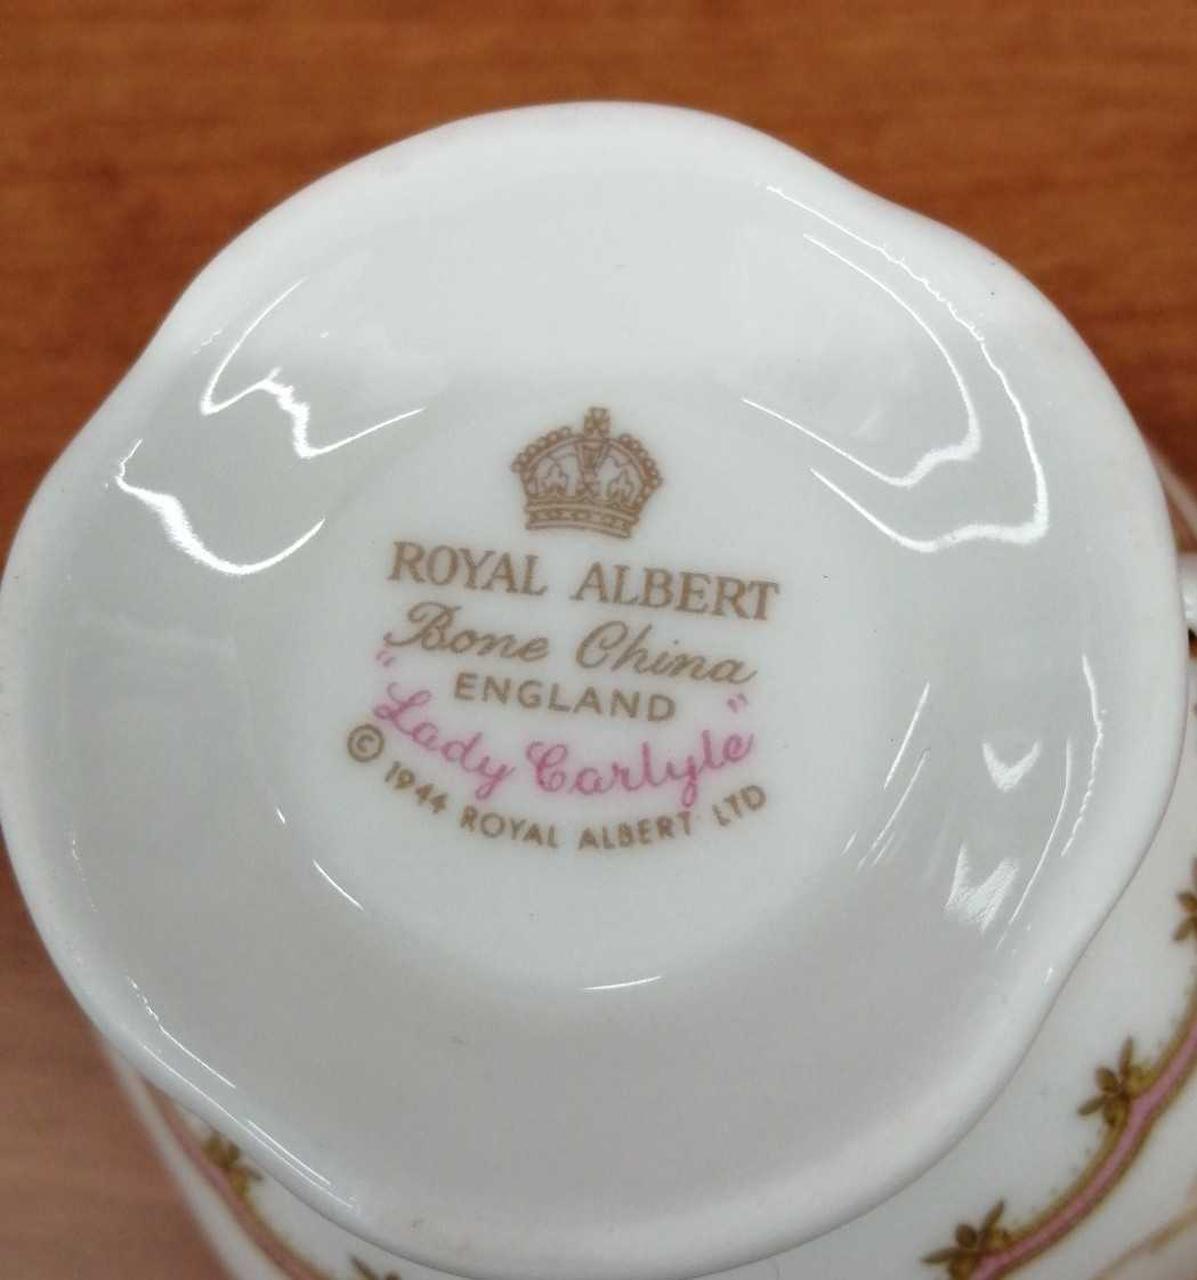 ROYAL ALBERT
Bone China
ENGLAND
"Lady Carlyle"
© 1944 ROYAL ALBERT LTD